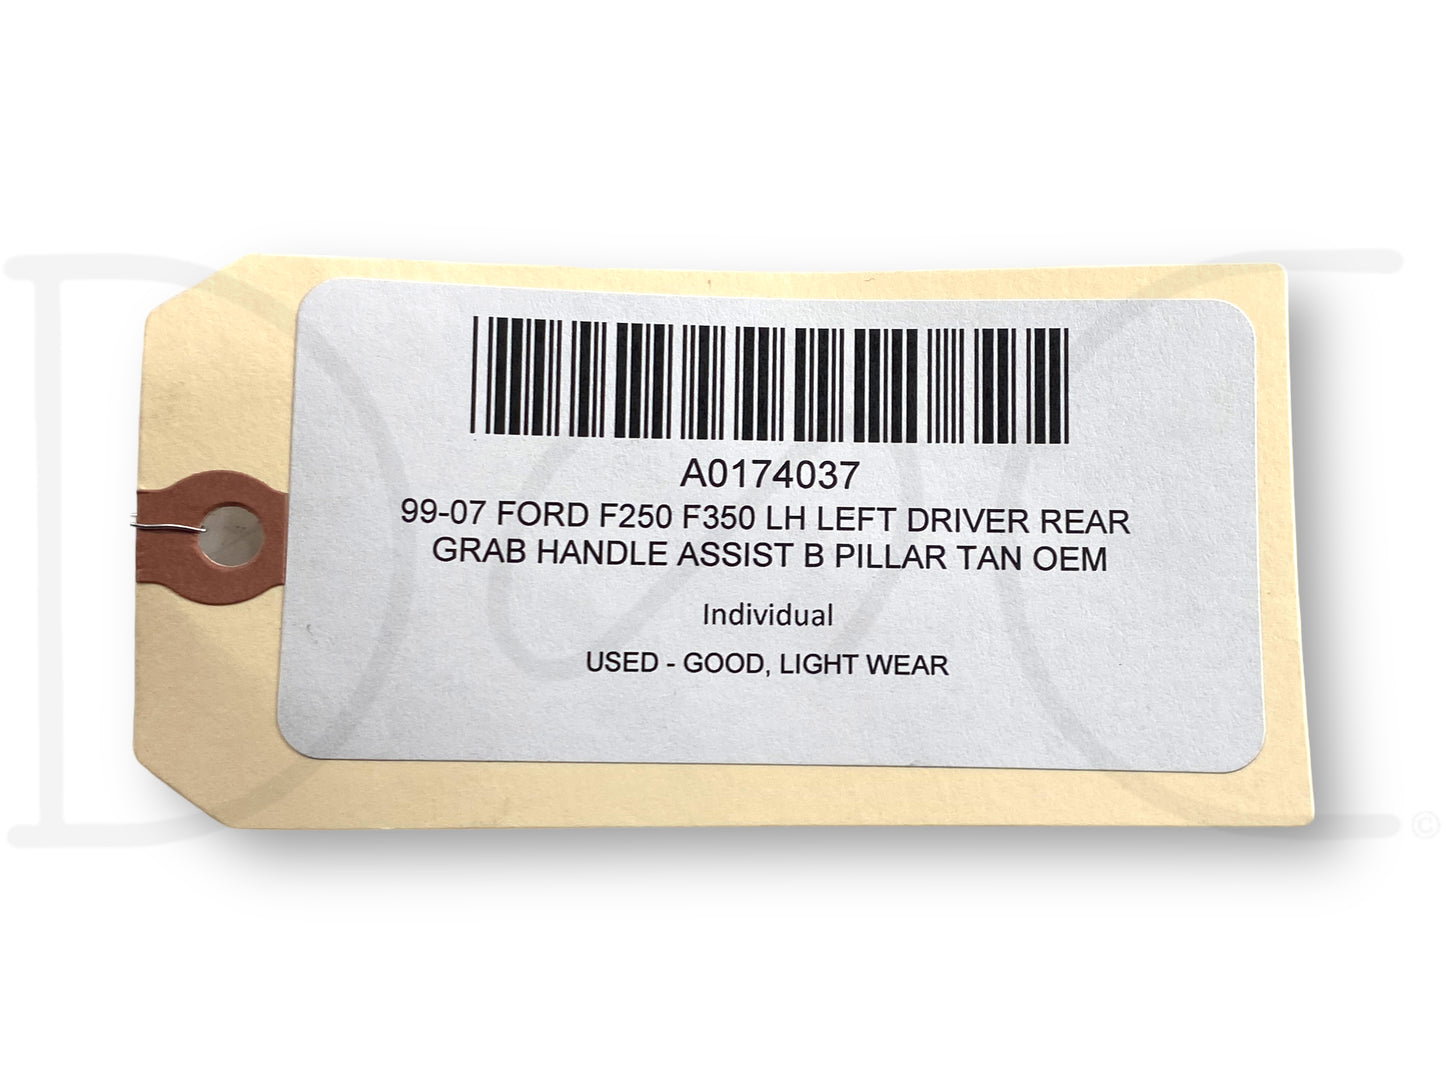 A0174037
99-07 FORD F250 F350 LH LEFT DRIVER REAR
GRAB HANDLE ASSIST B PILLAR TAN OEM
Individual
USED - GOOD, LIGHT WEAR
©